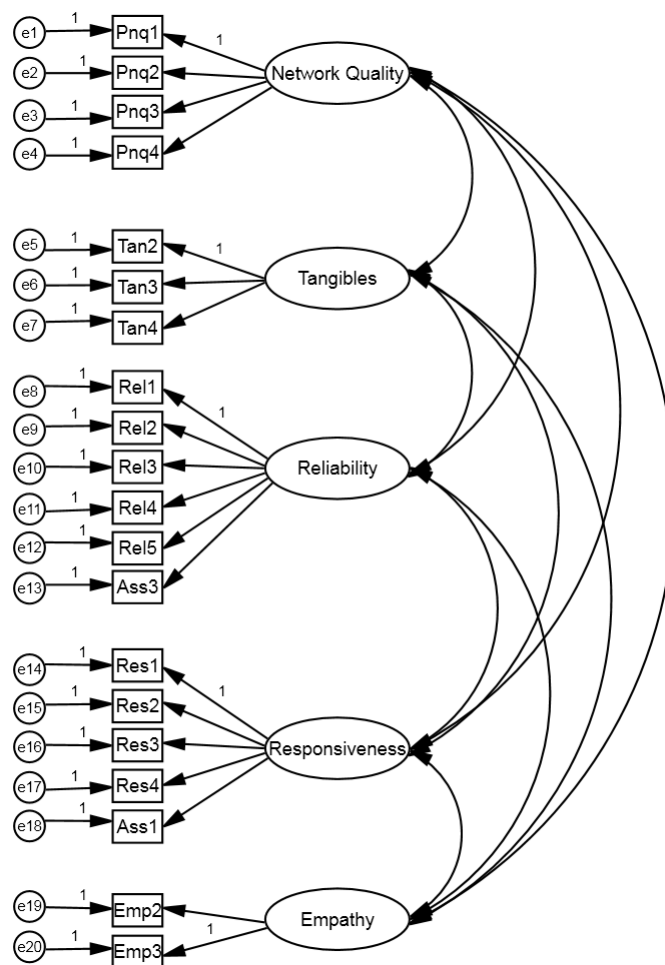 e1 1 Pnq1 1
e2 1 Pnq2 Network Quality
e3 1 Pnq3
e4 1 Pnq4
e5 1 Tan2 1
e6 1 Tan3 Tangibles
e7 1 Tan4
e8 1 Rel1 1
e9 1 Rel2
e10 1 Rel3 Reliability
e11 1 Rel4
e12 1 Rel5
e13 1 Ass3
e14 1 Res1 1
e15 1 Res2
e16 1 Res3 Responsiveness
e17 1 Res4
e18 1 Ass1
e19 1 Emp2 Empathy
e20 1 Emp3 1